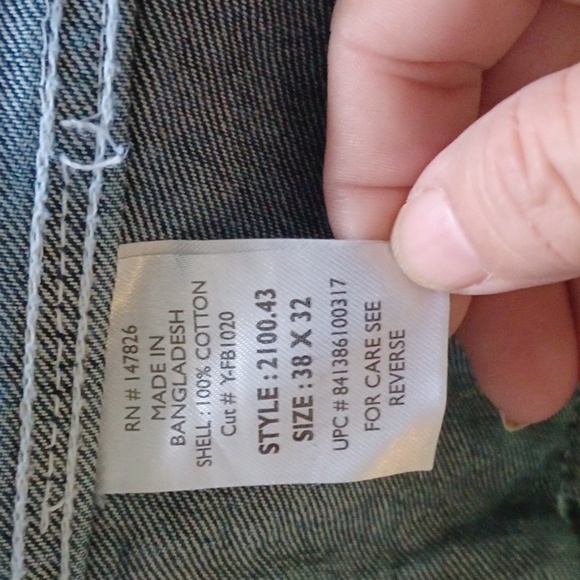 RN # 147826
MADE IN
BANGLADESH
SHELL : 100% COTTON
Cut # Y-FB1020
STYLE : 2100.43
SIZE : 38 X 32
UPC # 841386100317
FOR CARE SEE
REVERSE